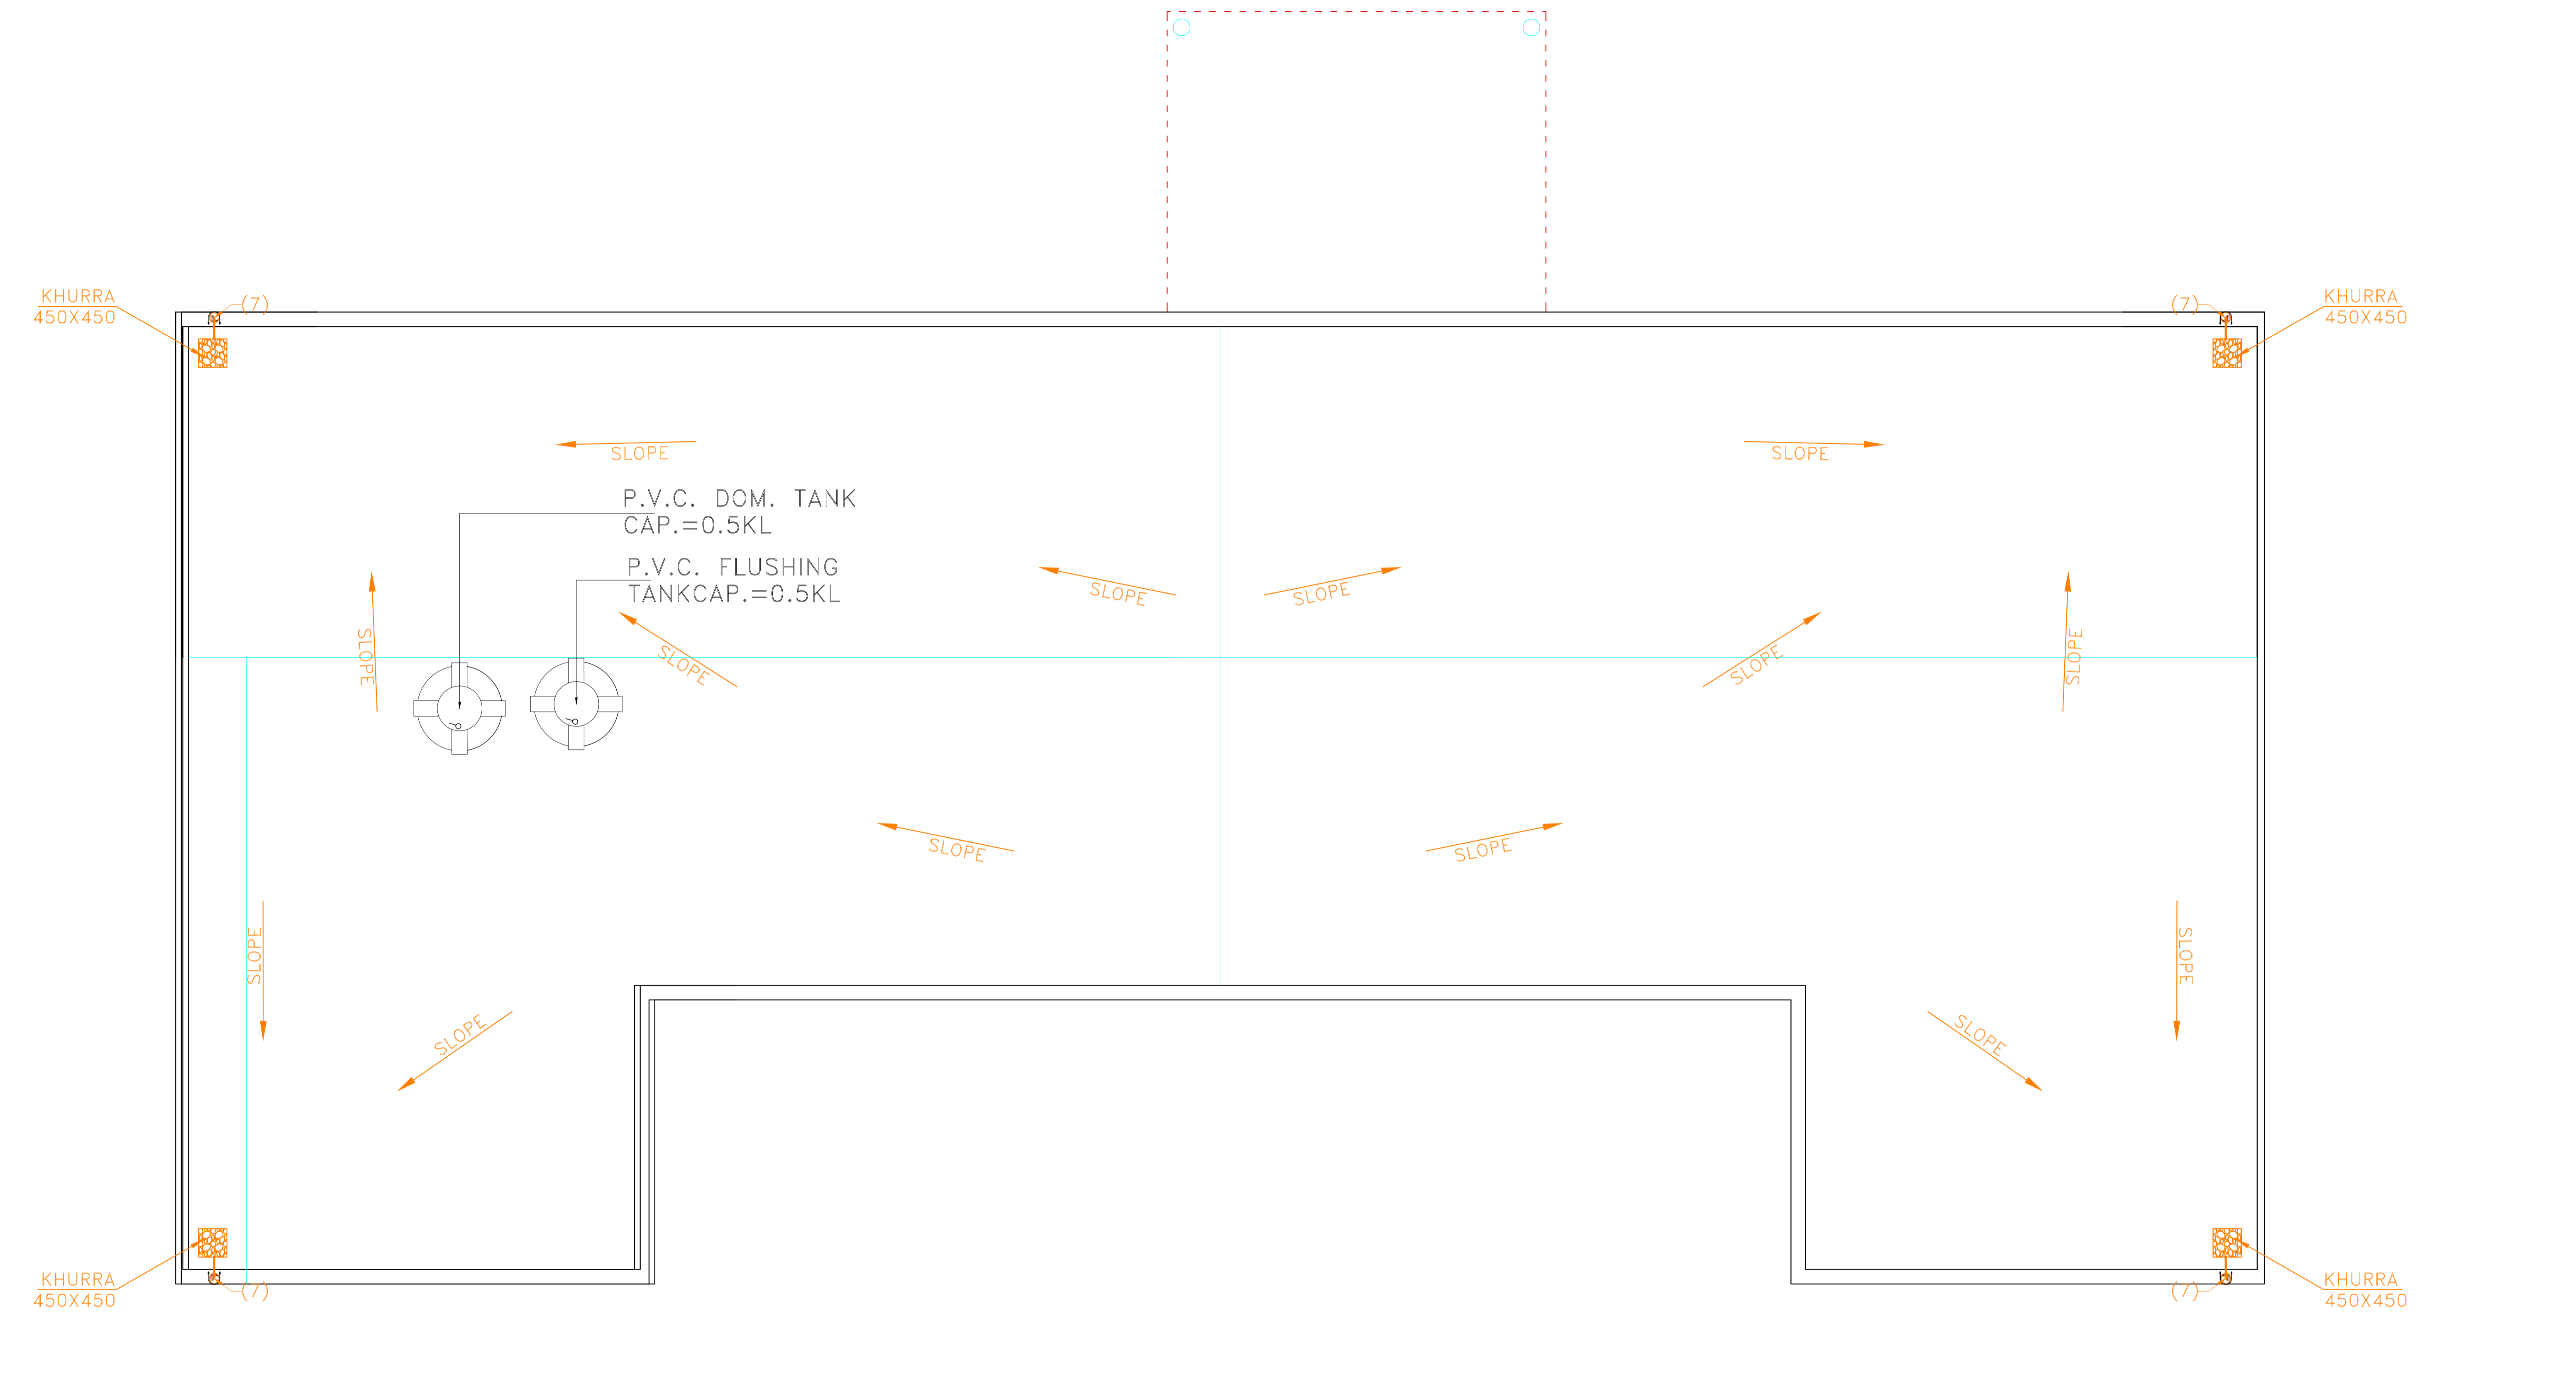 KHURRA
450X450
(7)
(7)
KHURRA
450X450
SLOPE
SLOPE
P.V.C. DOM. TANK
CAP.=0.5KL
P.V.C. FLUSHING
TANKCAP.=0.5KL
SLOPE
SLOPE
SLOPE
SLOPE
SLOPE
SLOPE
SLOPE
SLOPE
SLOPE
SLOPE
SLOPE
SLOPE
KHURRA
450X450
(7)
(7)
KHURRA
450X450